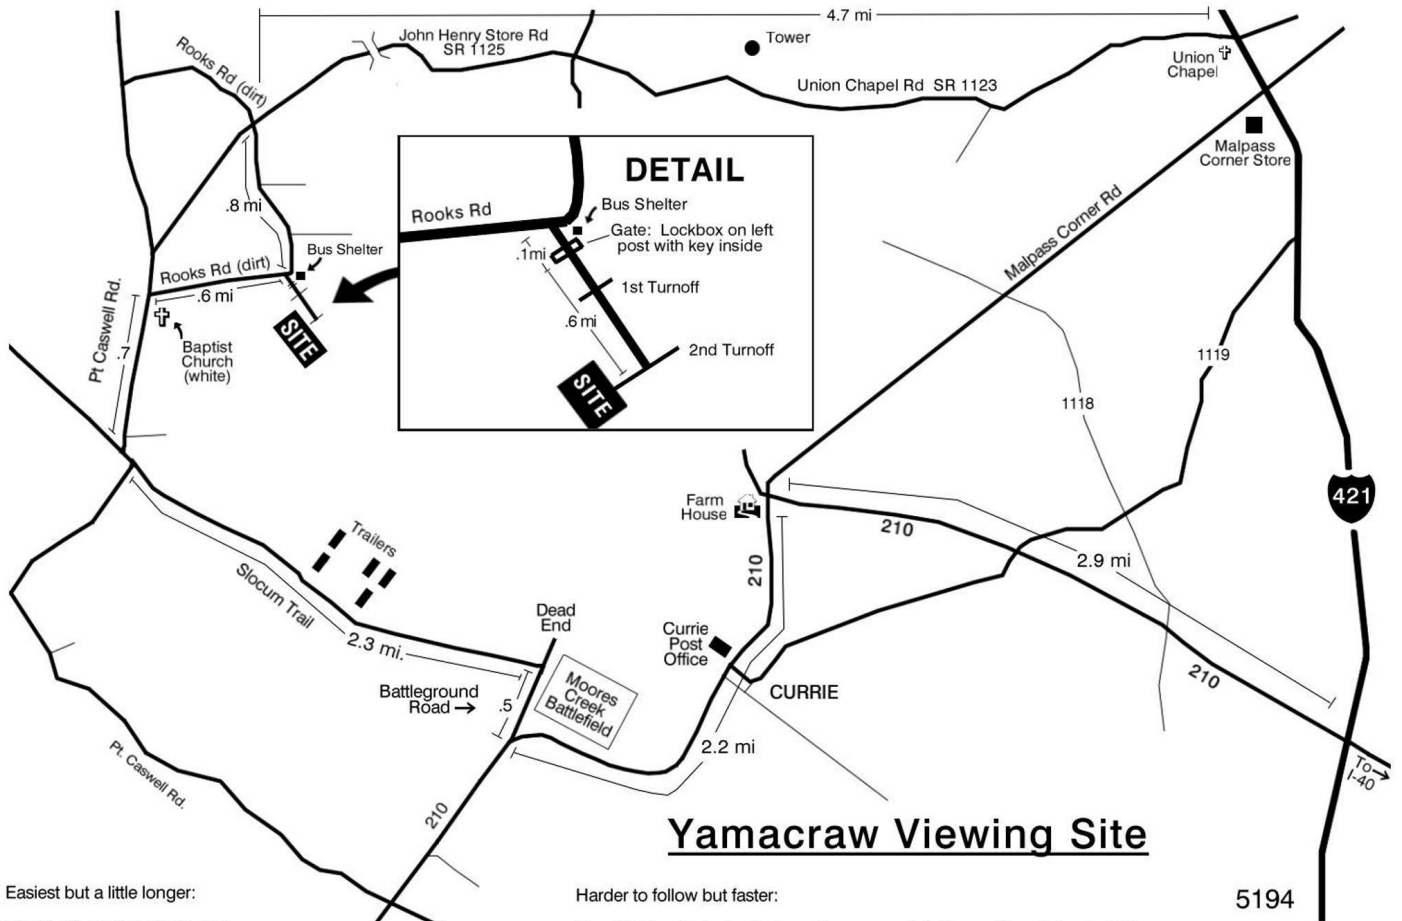 4.7 mi
John Henry Store Rd
SR 1125
Tower
Union
Chapel
Rooks Rd (dirt)
Union Chapel Rd SR 1123
Malpass
Corner Store
DETAIL
Rooks Rd
Bus Shelter
Gate: Lockbox on left
post with key inside
.1mi
1st Turnoff
.6 mi
2nd Turnoff
SITE
.8 mi
Bus Shelter
Rooks Rd (dirt)
.6 mi
SITE
Pt Caswell Rd.
.7
Baptist
Church
(white)
Malpass Corner Rd
1119
1118
421
Farm
House
210
210
2.9 mi
Trailers
Slocum Trail
2.3 mi.
Dead
End
Currie
Post
Office
Battleground
Road →
.5
Moores
Creek
Battlefield
CURRIE
210
2.2 mi
Pt. Caswell Rd.
To
I-40
210
Yamacraw Viewing Site
Easiest but a little longer:
Harder to follow but faster:
5194